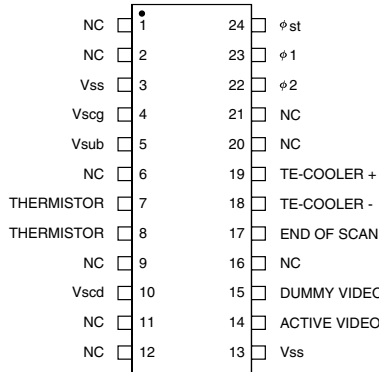 NC 1 24 φst
NC 2 23 φ1
Vss 3 22 φ2
Vscg 4 21 NC
Vsub 5 20 NC
NC 6 19 TE-COOLER +
THERMISTOR 7 18 TE-COOLER -
THERMISTOR 8 17 END OF SCAN
NC 9 16 NC
Vscd 10 15 DUMMY VIDEO
NC 11 14 ACTIVE VIDEO
NC 12 13 Vss